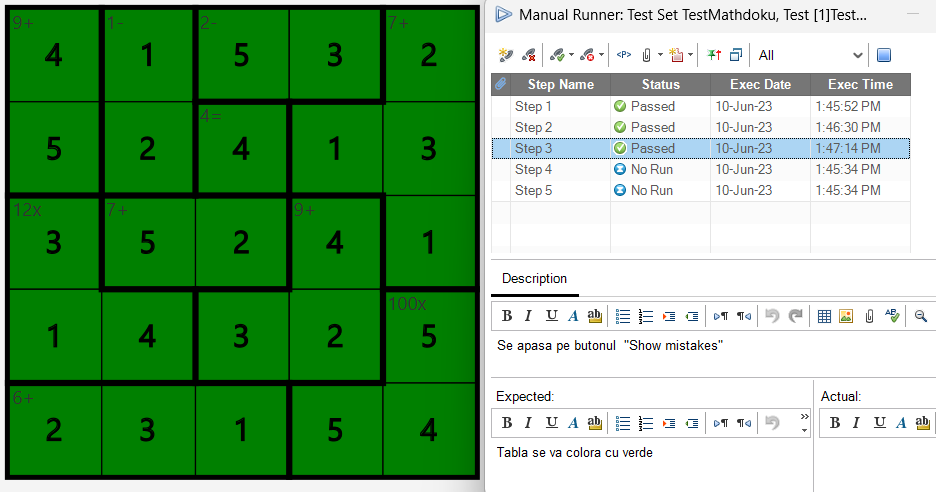 9+ 1- 2- 7+
4 1 5 3 2
4=
5 2 4 1 3
12x 7+ 9+
3 5 2 4 1
100x
1 4 3 2 5
6+
2 3 1 5 4
Manual Runner: Test Set TestMathdoku, Test [1]Test...
<P> All
Step Name Status Exec Date Exec Time
Step 1 Passed 10-Jun-23 1:45:52 PM
Step 2 Passed 10-Jun-23 1:46:30 PM
Step 3 Passed 10-Jun-23 1:47:14 PM
Step 4 No Run 10-Jun-23 1:45:34 PM
Step 5 No Run 10-Jun-23 1:45:34 PM
Description
B I U A ab
Se apasa pe butonul "Show mistakes"
Expected: Actual:
B I U A ab B I U A ab
Tabla se va colora cu verde